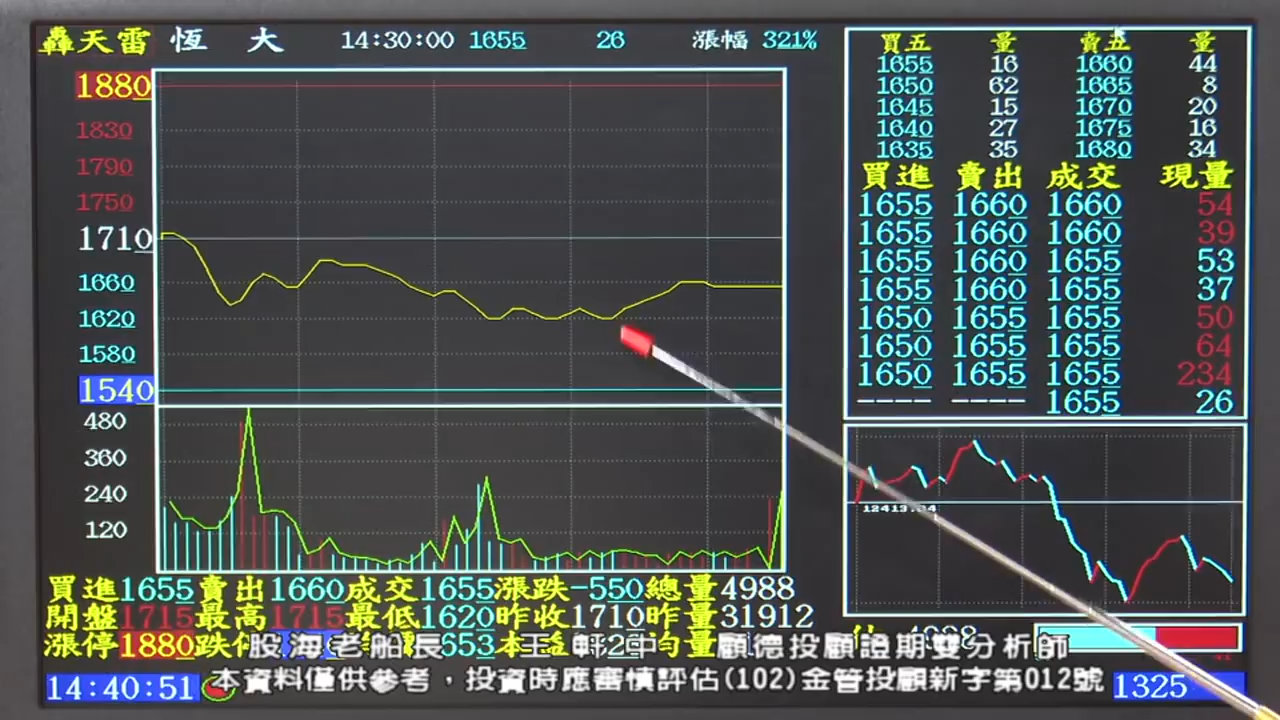 轟天雷 恆 大 14:30:00 1655 26 漲幅 321%
1880
1830
1790
1750
1710
1660
1620
1580
1540
480
360
240
120
買五 量 賣五 量
1655 16 1660 44
1650 62 1665 8
1645 15 1670 20
1640 27 1675 16
1635 35 1680 34
買進 賣出 成交 現量
1655 1660 1660 54
1655 1660 1660 39
1655 1660 1655 53
1655 1660 1655 37
1650 1655 1655 50
1650 1655 1655 64
1650 1655 1655 234
---- ---- 1655 26
買進1655賣出1660成交1655漲跌-550總量4988
開盤1715最高1715最低1620昨收1710昨量31912
漲停1880跌
股海老船長 王軒中 顧德投顧證期雙分析師
本資料僅供參考，投資時應審慎評估(102)金管投顧新字第012號
14:40:51
1325